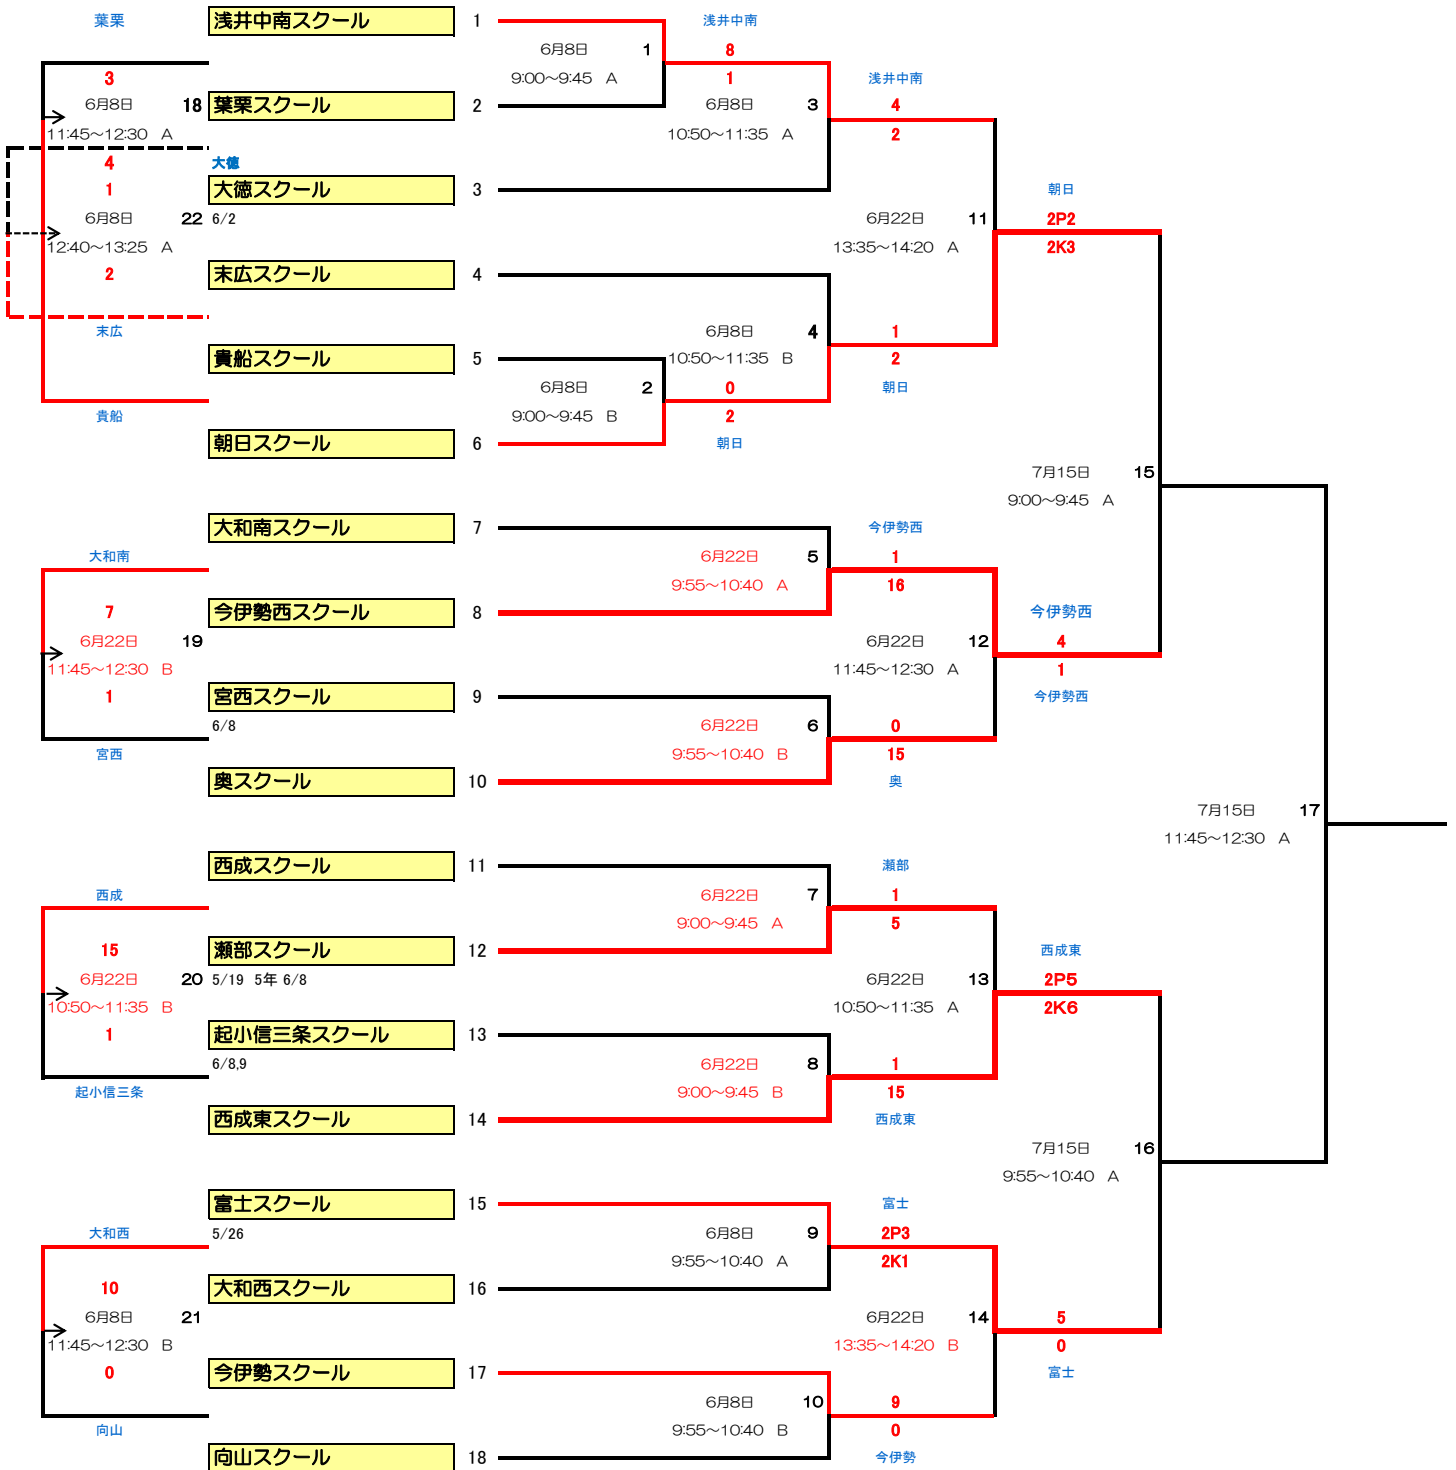 葉栗
浅井中南スクール 1
浅井中南
6月8日 1
8
3
9:00～9:45 A
1
浅井中南
6月8日 18
葉栗スクール 2
6月8日 3
4
11:45～12:30 A
10:50～11:35 A
2
4
大徳
1
大徳スクール 3
朝日
6月8日 22
6/2
6月22日 11
2P2
12:40～13:25 A
13:35～14:20 A
2K3
2
末広スクール 4
末広
6月8日 4
1
貴船スクール 5
10:50～11:35 B
2
6月8日 2
0
朝日
貴船
9:00～9:45 B
2
朝日スクール 6
朝日
7月15日 15
9:00～9:45 A
大和南スクール 7
今伊勢西
大和南
6月22日 5
1
9:55～10:40 A
16
7
今伊勢西スクール 8
今伊勢西
6月22日 19
6月22日 12
4
11:45～12:30 B
11:45～12:30 A
1
1
宮西スクール 9
今伊勢西
6/8
6月22日 6
0
宮西
9:55～10:40 B
15
奥スクール 10
奥
7月15日 17
11:45～12:30 A
西成スクール 11
瀬部
西成
6月22日 7
1
9:00～9:45 A
5
15
瀬部スクール 12
西成東
6月22日 20
5/19 5年 6/8
6月22日 13
2P5
10:50～11:35 B
10:50～11:35 A
2K6
1
起小信三条スクール 13
6/8,9
6月22日 8
1
起小信三条
9:00～9:45 B
15
西成東スクール 14
西成東
7月15日 16
9:55～10:40 A
富士スクール 15
富士
大和西
5/26
6月8日 9
2P3
9:55～10:40 A
2K1
10
大和西スクール 16
6月8日 21
6月22日 14
5
11:45～12:30 B
13:35～14:20 B
0
0
今伊勢スクール 17
富士
6月8日 10
9
向山
9:55～10:40 B
0
向山スクール 18
今伊勢